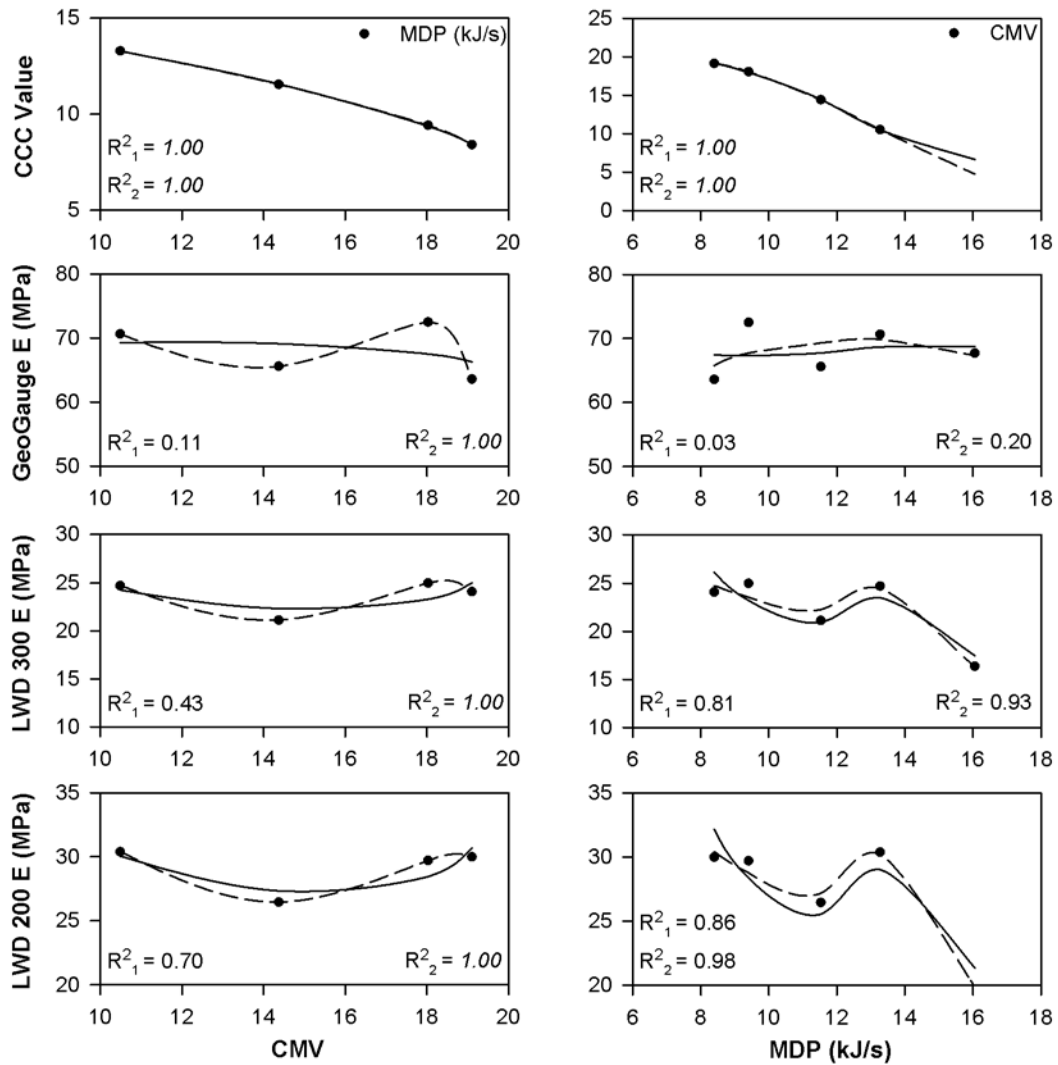 CCC Value
15
10
5
MDP (kJ/s)
R²₁ = 1.00
R²₂ = 1.00
10 12 14 16 18 20
25
20
15
10
5
0
CMV
R²₁ = 1.00
R²₂ = 1.00
6 8 10 12 14 16 18
GeoGauge E (MPa)
80
70
60
50
R²₁ = 0.11 R²₂ = 1.00
10 12 14 16 18 20
80
70
60
50
R²₁ = 0.03 R²₂ = 0.20
6 8 10 12 14 16 18
LWD 300 E (MPa)
30
25
20
15
10
R²₁ = 0.43 R²₂ = 1.00
10 12 14 16 18 20
30
25
20
15
10
R²₁ = 0.81 R²₂ = 0.93
6 8 10 12 14 16 18
LWD 200 E (MPa)
35
30
25
20
R²₁ = 0.70 R²₂ = 1.00
10 12 14 16 18 20
CMV
35
30
25
20
R²₁ = 0.86
R²₂ = 0.98
6 8 10 12 14 16 18
MDP (kJ/s)